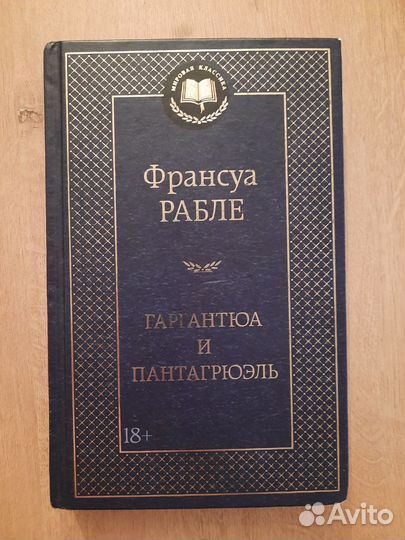 МИРОВАЯ КЛАССИКА
Франсуа
РАБЛЕ
ГАРГАНТЮА
И
ПАНТАГРЮЭЛЬ
18+
Avito